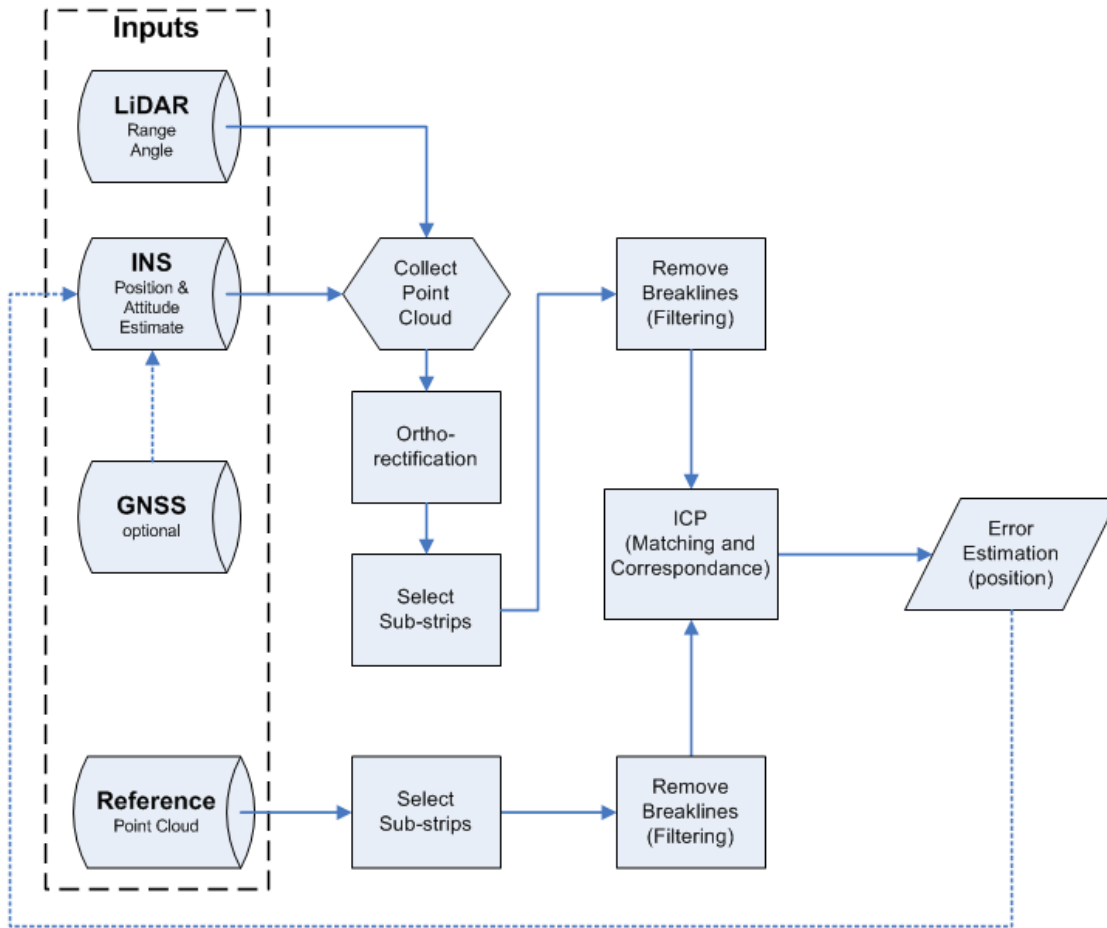 Inputs
LiDAR
Range
Angle
INS
Position &
Attitude
Estimate
GNSS
optional
Reference
Point Cloud
Collect
Point
Cloud
Ortho-
rectification
Select
Sub-strips
Select
Sub-strips
Remove
Breaklines
(Filtering)
ICP
(Matching and
Correspondance)
Remove
Breaklines
(Filtering)
Error
Estimation
(position)